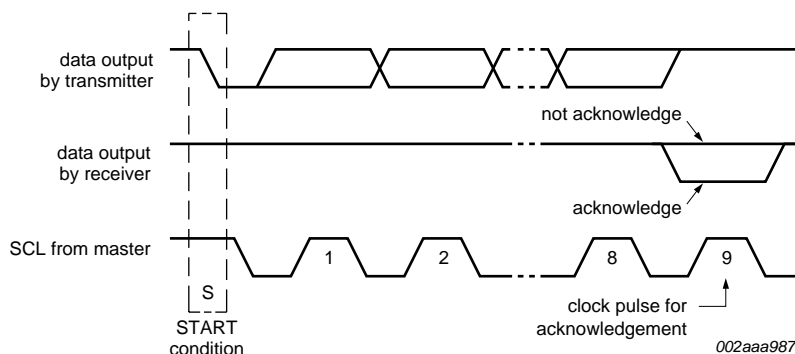 data output
by transmitter
not acknowledge
data output
by receiver
acknowledge
SCL from master
1
2
8
9
S
START
condition
clock pulse for
acknowledgement
002aaa987